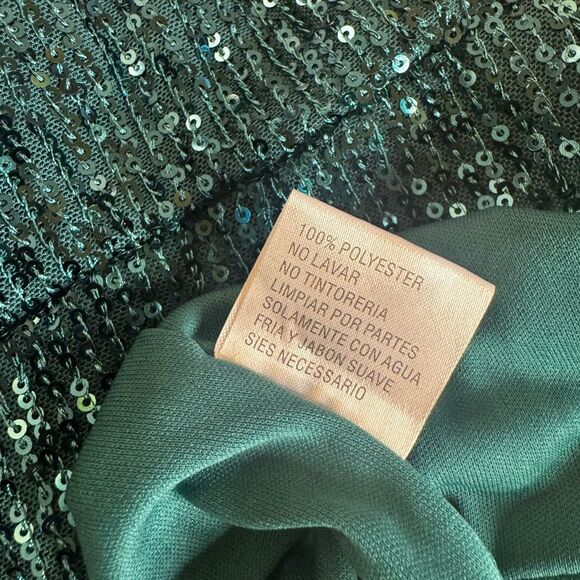 100% POLYESTER
NO LAVAR
NO TINTORERIA
LIMPIAR POR PARTES
SOLAMENTE CON AGUA
FRIA Y JABON SUAVE
SIES NECESSARIO